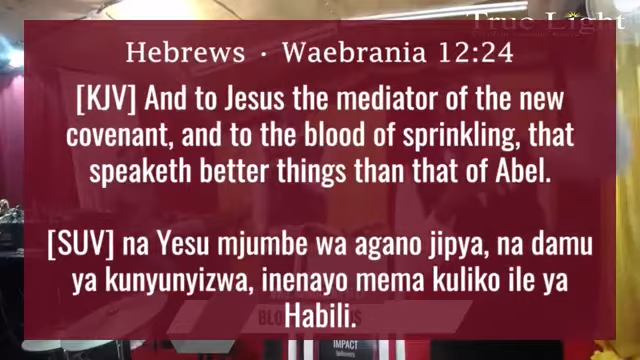 True Light
Hebrews · Waebrania 12:24
[KJV] And to Jesus the mediator of the new
covenant, and to the blood of sprinkling, that
speaketh better things than that of Abel.
[SUV] na Yesu mjumbe wa agano jipya, na damu
ya kunyunyizwa, inenayo mema kuliko ile ya
Habili.
IMPACT